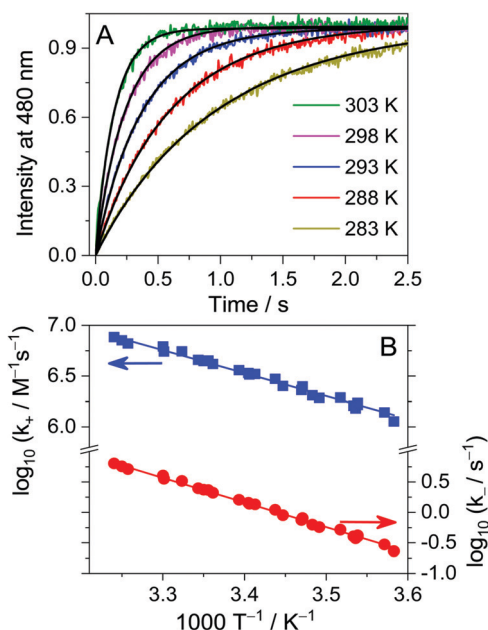 A
0.9
0.6
0.3
0.0
Intensity at 480 nm
303 K
298 K
293 K
288 K
283 K
0.0 0.5 1.0 1.5 2.0 2.5
Time / s
B
7.0
6.5
6.0
log₁₀ (k₊ / M⁻¹s⁻¹)
0.5
0.0
-0.5
-1.0
log₁₀ (k₋ / s⁻¹)
3.3 3.4 3.5 3.6
1000 T⁻¹ / K⁻¹